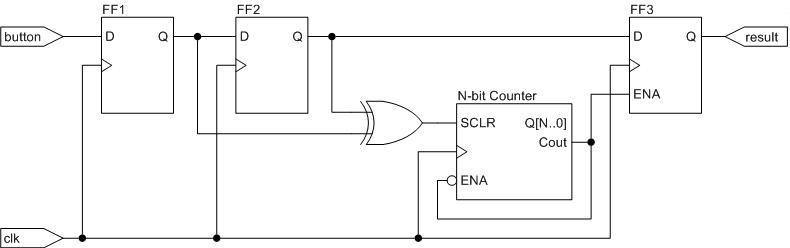 FF1
FF2
FF3
button
D
Q
D
Q
D
Q
result
ENA
N-bit Counter
SCLR
Q[N..0]
Cout
ENA
clk